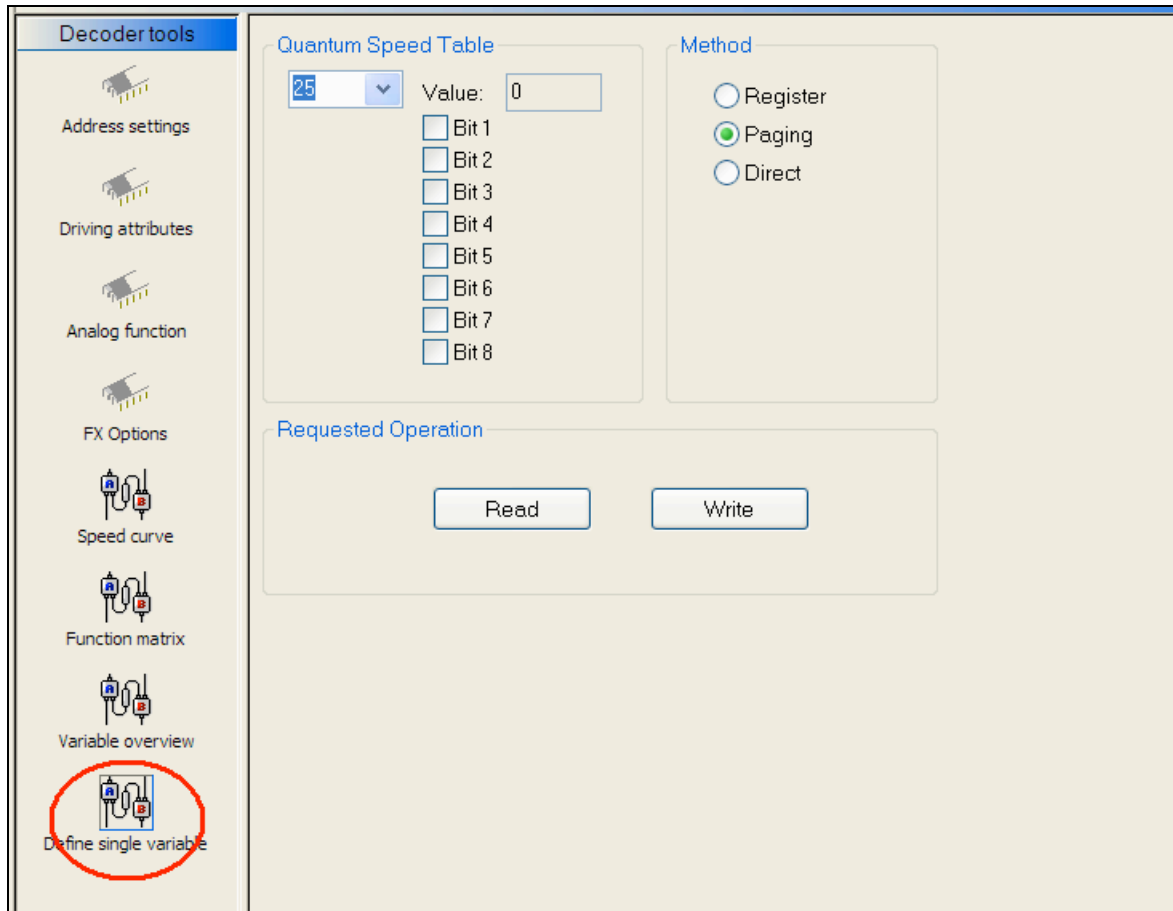 Decoder tools
Address settings
Driving attributes
Analog function
FX Options
A
B
Speed curve
A
B
Function matrix
A
B
Variable overview
A
B
Define single variable
Quantum Speed Table
25
Value: 0
Bit 1
Bit 2
Bit 3
Bit 4
Bit 5
Bit 6
Bit 7
Bit 8
Method
Register
Paging
Direct
Requested Operation
Read Write